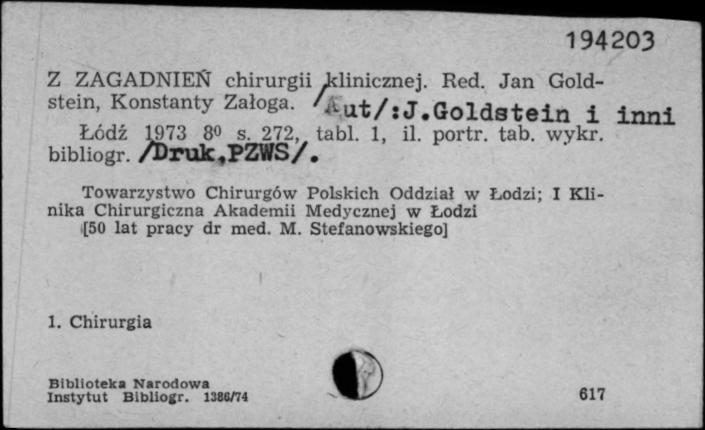 194203
Z ZAGADNIEŃ chirurgii klinicznej. Red. Jan Gold-
stein, Konstanty Załoga. /Aut/:J.Goldstein i inni
Łódź 1973 8⁰ s. 272, tabl. 1, il. portr. tab. wykr.
bibliogr. /Druk,PZWS/.
Towarzystwo Chirurgów Polskich Oddział w Łodzi; I Kli-
nika Chirurgiczna Akademii Medycznej w Łodzi
[50 lat pracy dr med. M. Stefanowskiego]
1. Chirurgia
Biblioteka Narodowa
Instytut Bibliogr. 1386/74
617